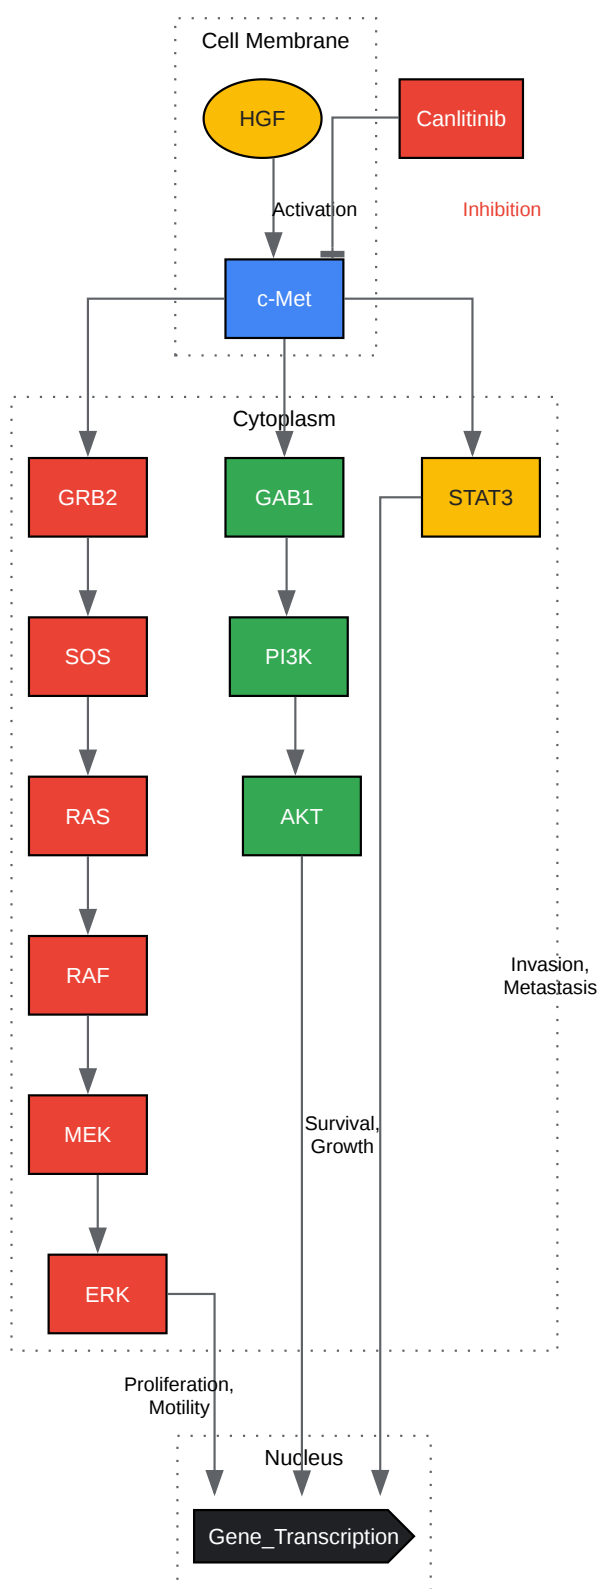 Cell Membrane
HGF
Canlitinib
Activation
Inhibition
c-Met
Cytoplasm
GRB2
GAB1
STAT3
SOS
PI3K
RAS
AKT
RAF
Invasion,
Metastasis
MEK
Survival,
Growth
ERK
Proliferation,
Motility
Nucleus
Gene_Transcription